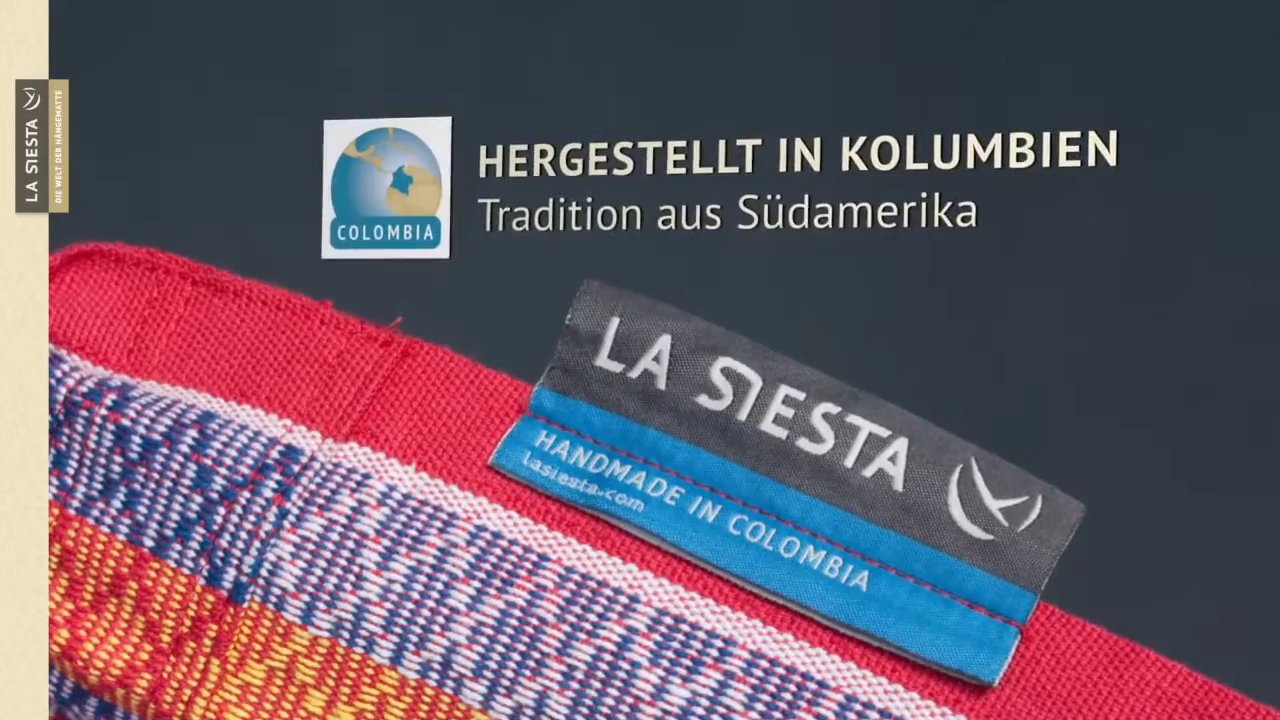 LA SIESTA
DIE WELT DER HÄNGEMATTE
COLOMBIA
HERGESTELLT IN KOLUMBIEN
Tradition aus Südamerika
LA SIESTA
HANDMADE IN COLOMBIA
lasiesta.com